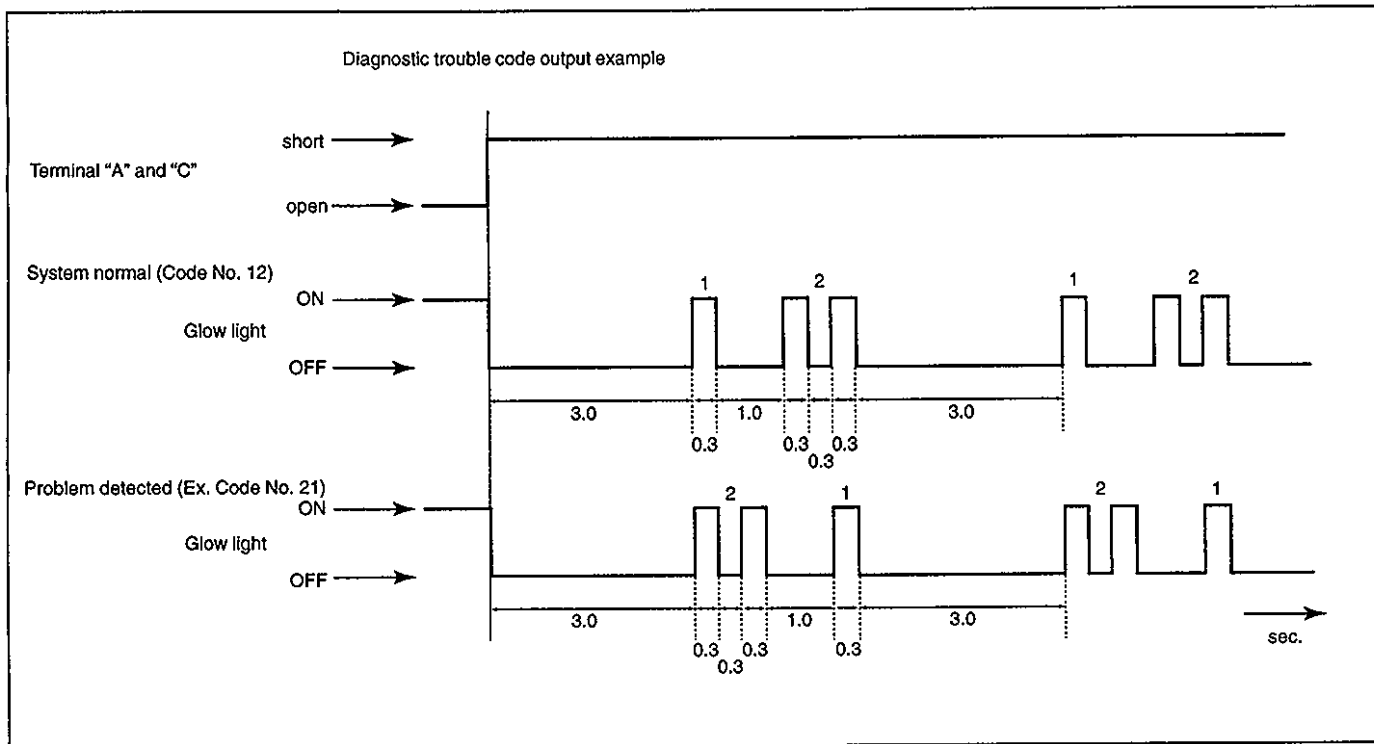 Diagnostic trouble code output example
short
Terminal “A” and “C”
open
System normal (Code No. 12)
1 2 1 2
ON
Glow light
OFF
3.0 1.0 3.0
0.3 0.3 0.3
0.3
Problem detected (Ex. Code No. 21)
2 1 2 1
ON
Glow light
OFF
3.0 1.0 3.0
sec.
0.3 0.3 0.3
0.3